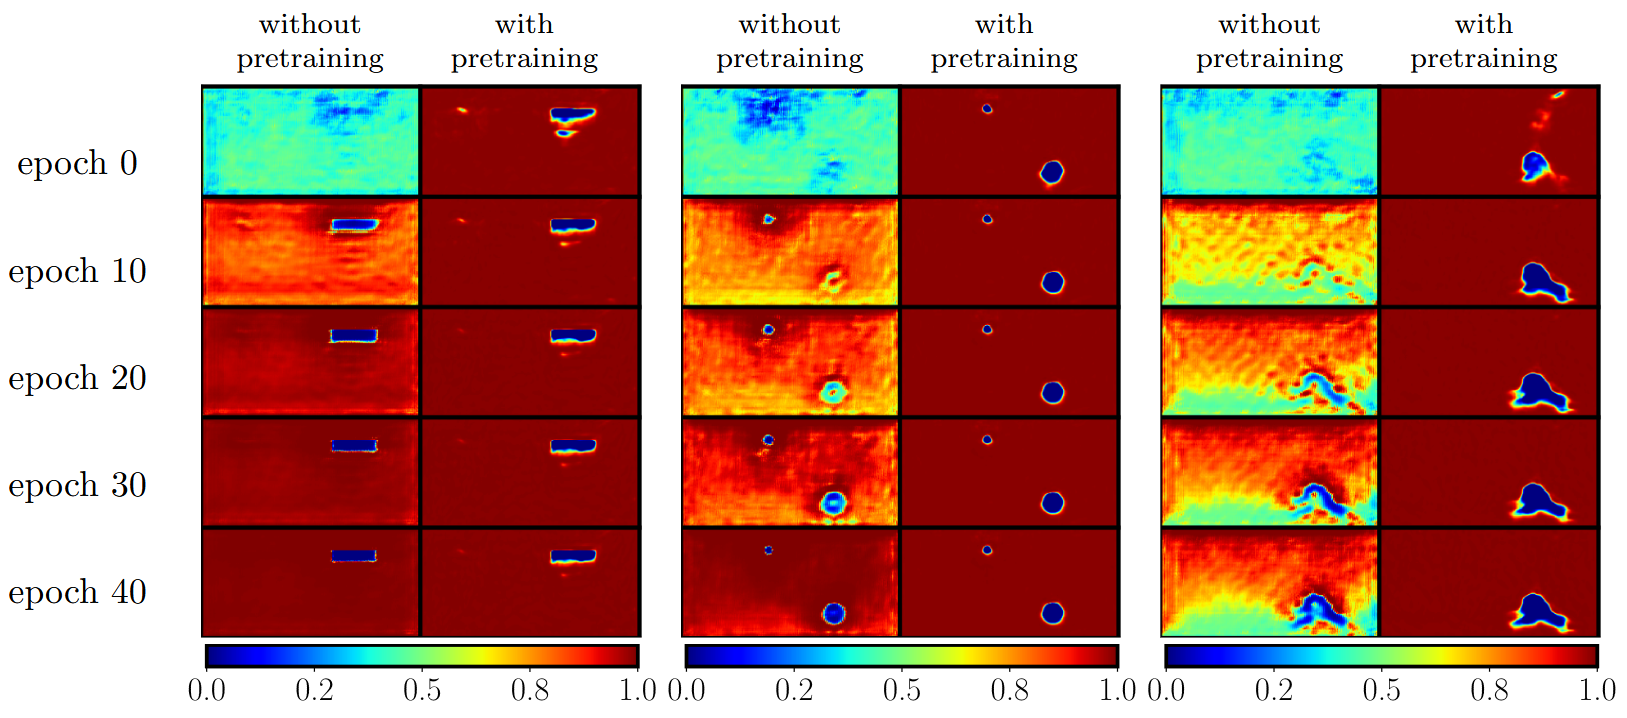 without with without with without with
pretraining pretraining pretraining pretraining pretraining pretraining
epoch 0
epoch 10
epoch 20
epoch 30
epoch 40
0.0 0.2 0.5 0.8 1.0 0.0 0.2 0.5 0.8 1.0 0.0 0.2 0.5 0.8 1.0